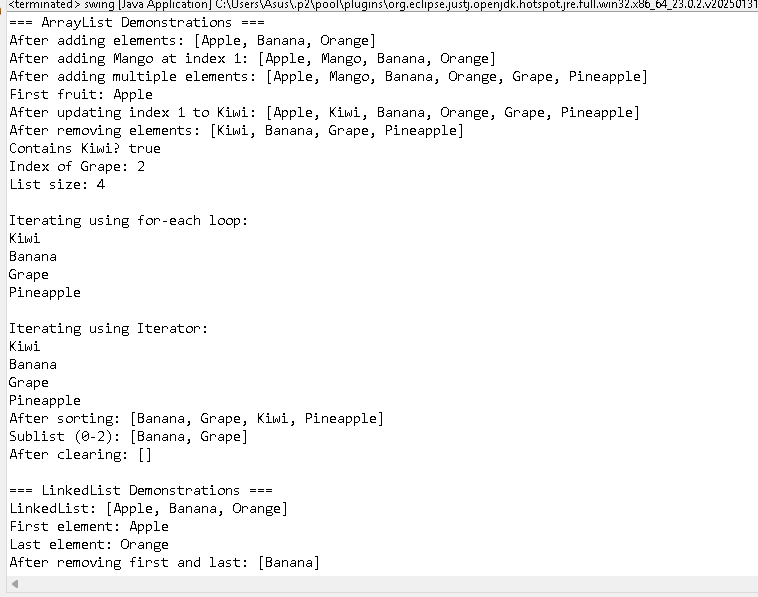 <terminated> swing [Java Application] C:\Users\Asus\.p2\pool\plugins\org.eclipse.justj.openjdk.hotspot.jre.full.win32.x86_64_23.0.2.v20250131
=== ArrayList Demonstrations ===
After adding elements: [Apple, Banana, Orange]
After adding Mango at index 1: [Apple, Mango, Banana, Orange]
After adding multiple elements: [Apple, Mango, Banana, Orange, Grape, Pineapple]
First fruit: Apple
After updating index 1 to Kiwi: [Apple, Kiwi, Banana, Orange, Grape, Pineapple]
After removing elements: [Kiwi, Banana, Grape, Pineapple]
Contains Kiwi? true
Index of Grape: 2
List size: 4
Iterating using for-each loop:
Kiwi
Banana
Grape
Pineapple
Iterating using Iterator:
Kiwi
Banana
Grape
Pineapple
After sorting: [Banana, Grape, Kiwi, Pineapple]
Sublist (0-2): [Banana, Grape]
After clearing: []
=== LinkedList Demonstrations ===
LinkedList: [Apple, Banana, Orange]
First element: Apple
Last element: Orange
After removing first and last: [Banana]